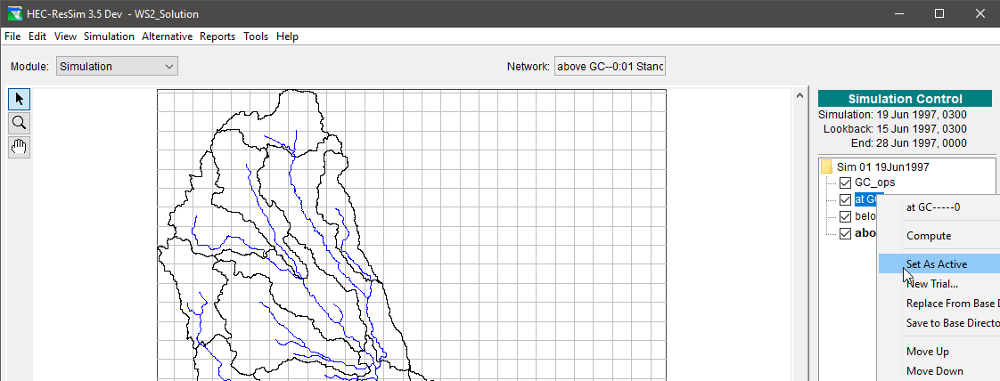 HEC-ResSim 3.5 Dev - WS2_Solution
File Edit View Simulation Alternative Reports Tools Help
Module: Simulation Network: above GC--0:01 Stand
Simulation Control
Simulation: 19 Jun 1997, 0300
Lookback: 15 Jun 1997, 0300
End: 28 Jun 1997, 0000
Sim 01 19Jun1997
GC_ops
at GC
belo
abo
at GC-----0
Compute
Set As Active
New Trial...
Replace From Base D
Save to Base Directo
Move Up
Move Down